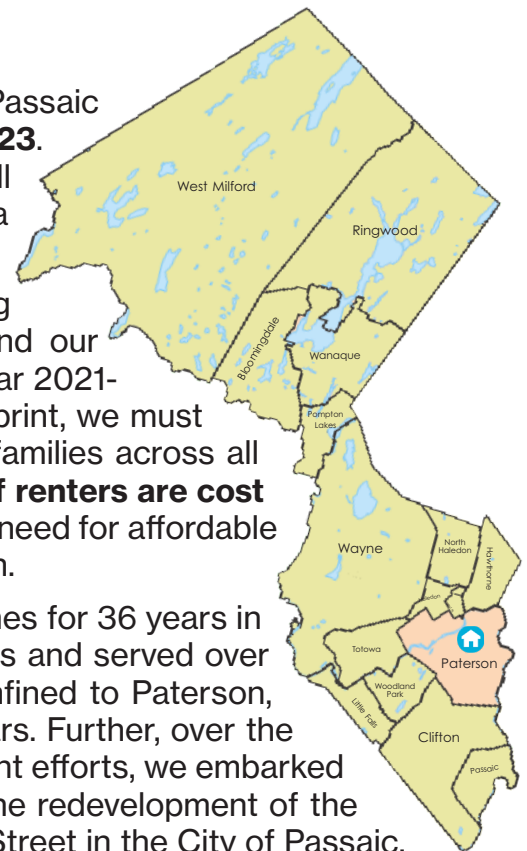 Passaic
23.
ll
a
g
nd our
ar 2021-
print, we must
families across all
f renters are cost
need for affordable
n.
nes for 36 years in
s and served over
nfined to Paterson,
ars. Further, over the
nt efforts, we embarked
he redevelopment of the
Street in the City of Passaic.
West Milford
Ringwood
Bloomingdale
Wanaque
Pompton
Lakes
Wayne
North
Haledon
Hawthorne
Totowa
Paterson
Woodland
Park
Little Falls
Clifton
Passaic